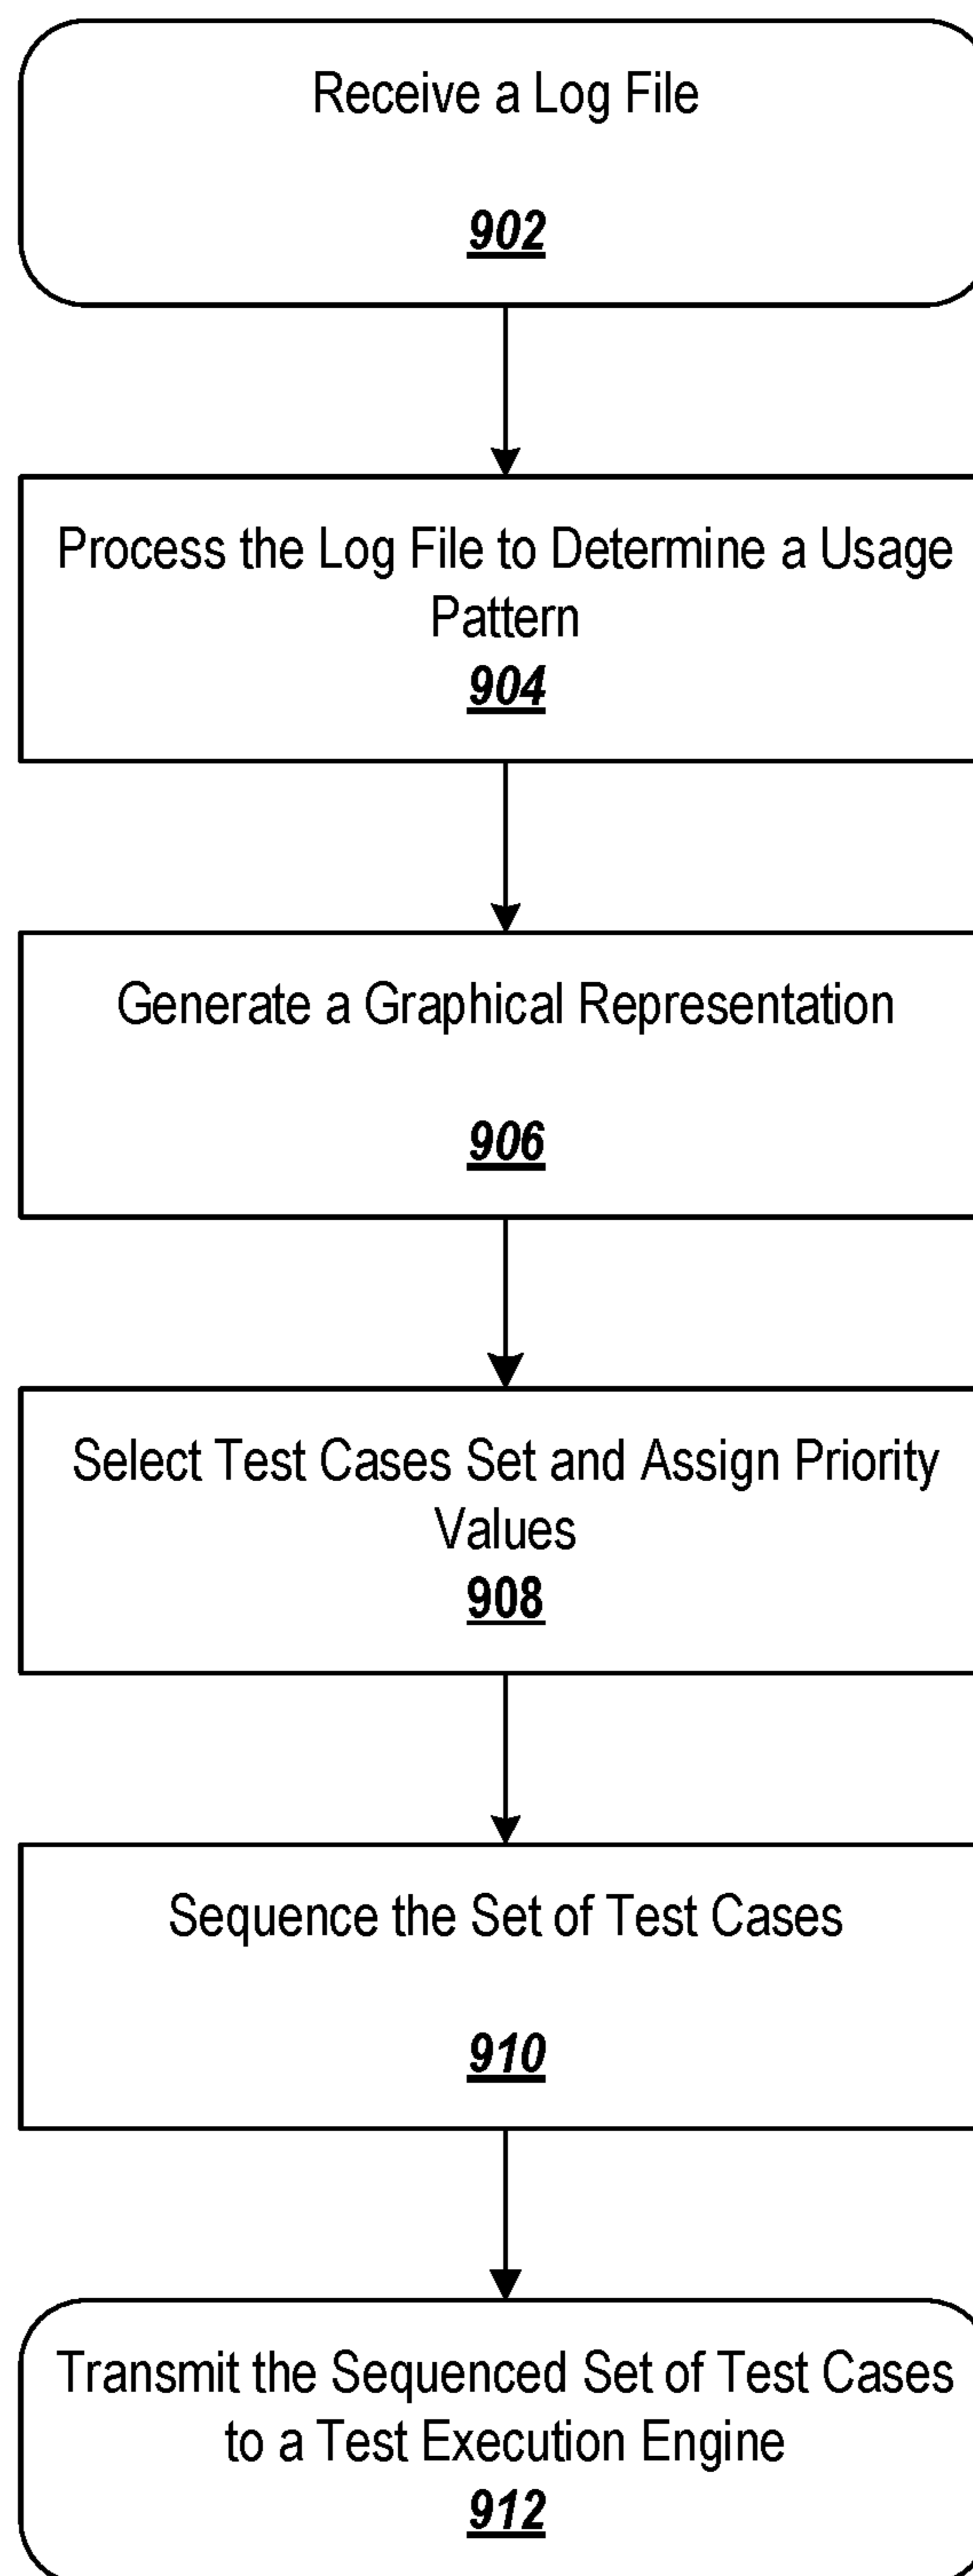 Receive a Log File
902
Process the Log File to Determine a Usage
Pattern
904
Generate a Graphical Representation
906
Select Test Cases Set and Assign Priority
Values
908
Sequence the Set of Test Cases
910
Transmit the Sequenced Set of Test Cases
to a Test Execution Engine
912